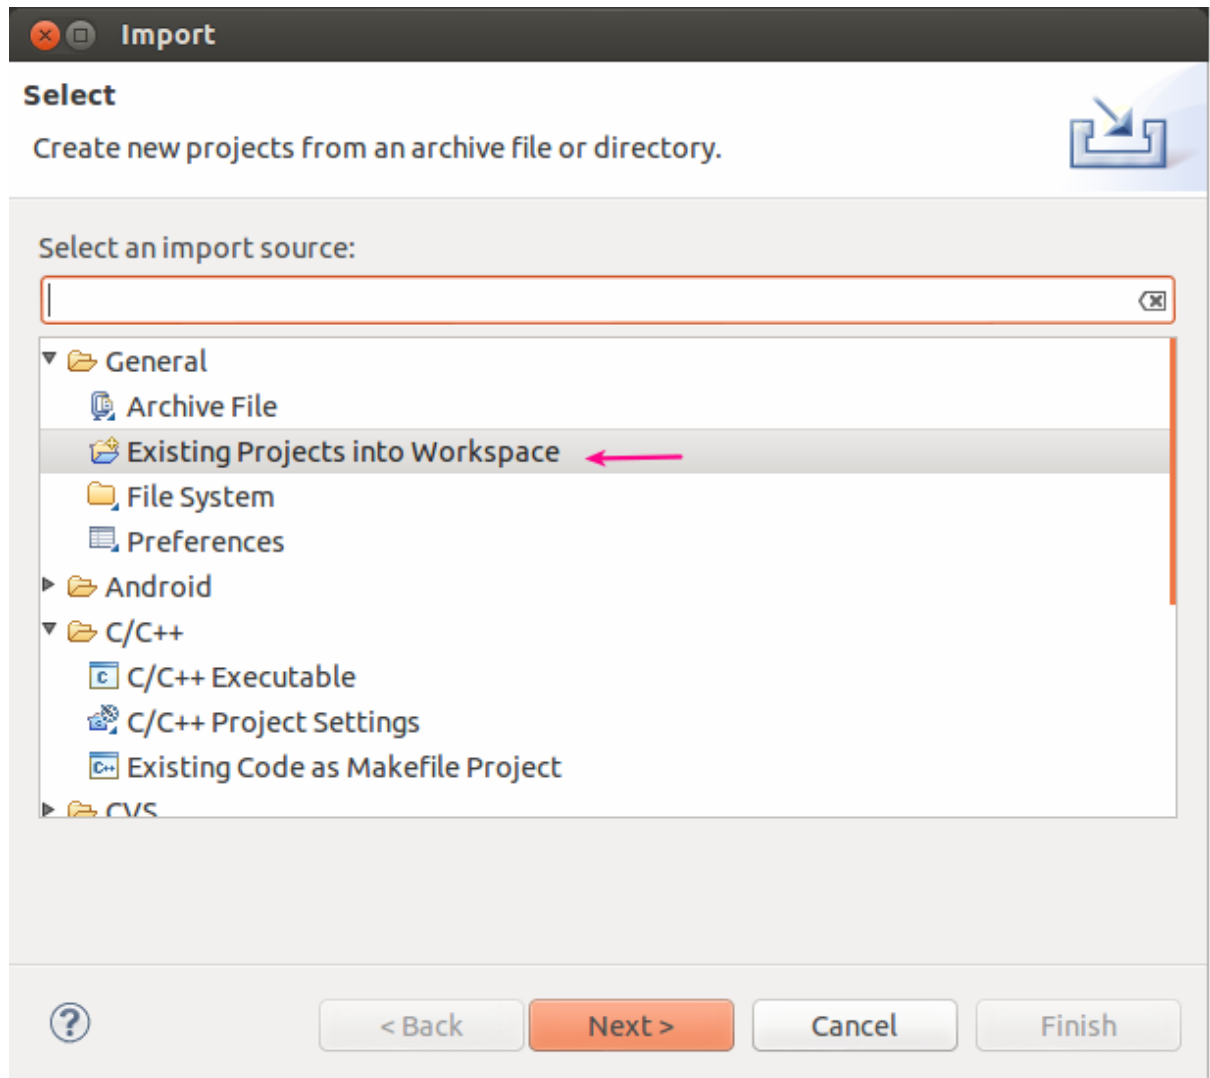 Import
Select
Create new projects from an archive file or directory.
Select an import source:
General
Archive File
Existing Projects into Workspace
File System
Preferences
Android
C/C++
C/C++ Executable
C/C++ Project Settings
Existing Code as Makefile Project
CVS
< Back Next > Cancel Finish